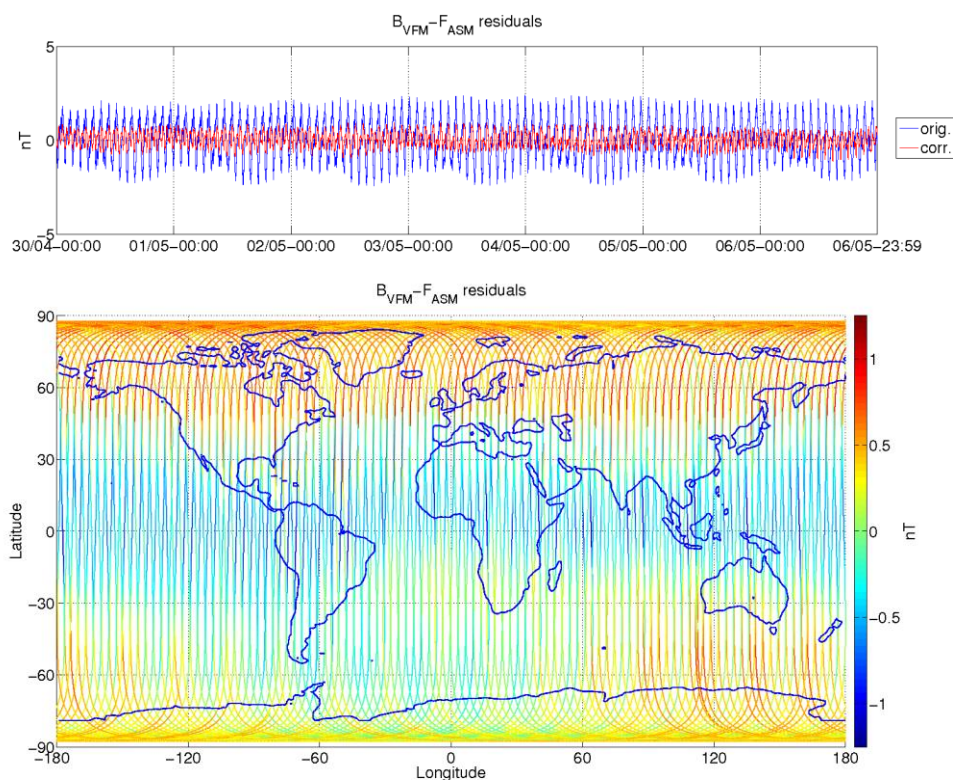 B_VFM−F_ASM residuals
5
0
−5
nT
orig.
corr.
30/04−00:00 01/05−00:00 02/05−00:00 03/05−00:00 04/05−00:00 05/05−00:00 06/05−00:00 06/05−23:59
B_VFM−F_ASM residuals
90
60
30
0
−30
−60
−90
Latitude
−180 −120 −60 0 60 120 180
Longitude
1
0.5
0
−0.5
−1
nT